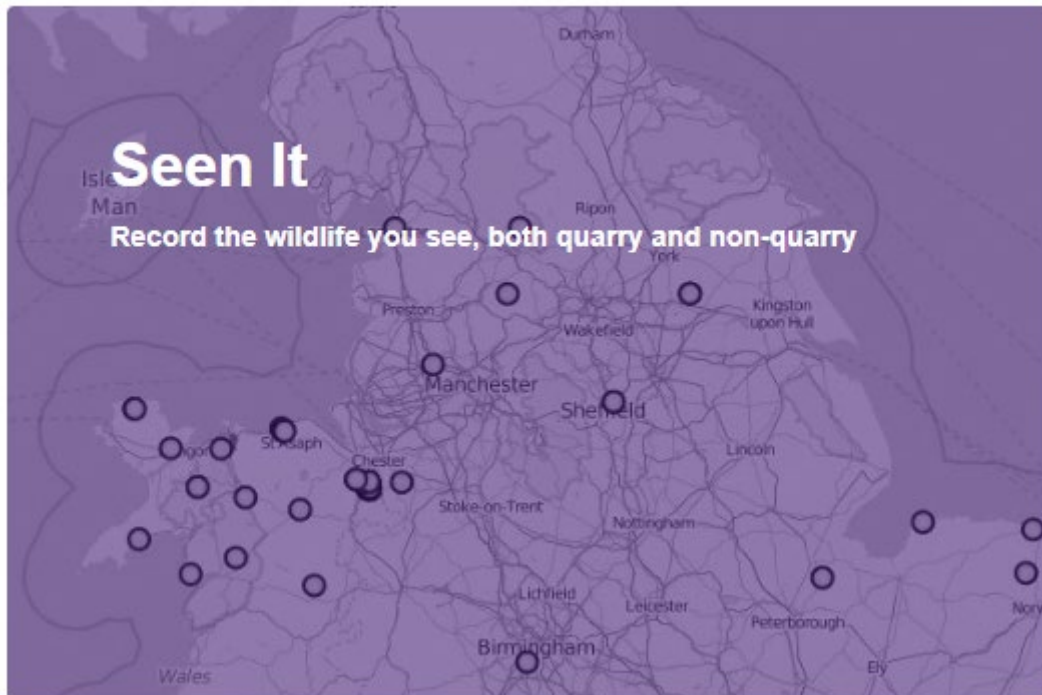 Durham
Seen It
Isle
Man
Ripon
Record the wildlife you see, both quarry and non-quarry
York
Preston
Kingston
upon Hull
Wakefield
Manchester
Sheffield
St Asaph
Lincoln
Chester
Stoke-on-Trent
Nottingham
Lichfield
Leicester
Peterborough
Birmingham
Ely
Wales